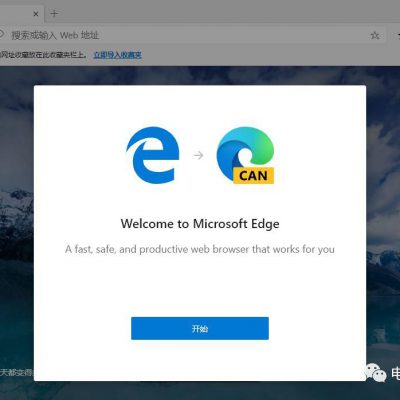 搜索或输入 Web 地址
网址收藏放在此收藏夹栏上。 立即导入收藏夹
CAN
Welcome to Microsoft Edge
A fast, safe, and productive web browser that works for you
开始
天都变得
电